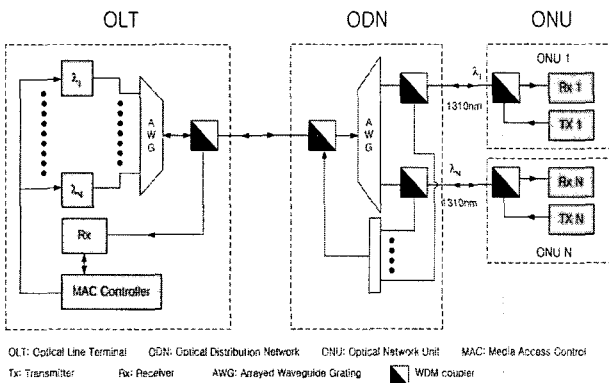 OLT ODN ONU
ONU 1
λ1
λ1
Rx 1
1310nm
TX 1
A
W
G
A
W
G
λN
λN
Rx N
1310nm
TX N
Rx
ONU N
MAC Controller
OLT: Optical Line Terminal ODN: Optical Distribution Network ONU: Optical Network Unit MAC: Media Access Control
Tx: Transmitter Rx: Receiver AWG: Arrayed Waveguide Grating WDM coupler